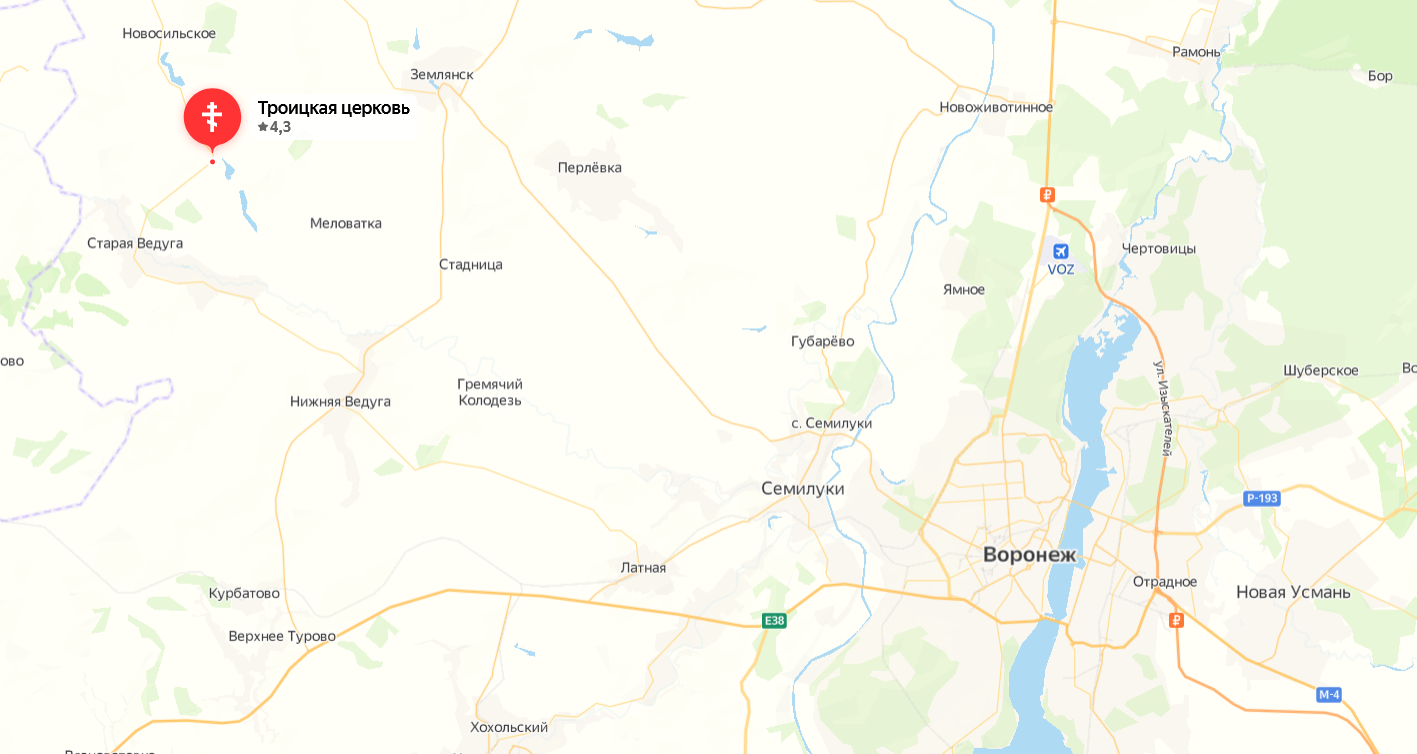 Новосильское
Рамонь
Землянск
Бор
Троицкая церковь
4,3
Новоживотинное
Перлёвка
₽
Меловатка
Старая Ведуга
Чертовицы
Стадница
VOZ
Ямное
Губарёво
ово
Шуберское
Во
Гремячий
Колодезь
Нижняя Ведуга
ул. Изыскателей
с. Семилуки
Семилуки
Р-193
Воронеж
Латная
Отрадное
Курбатово
Новая Усмань
E38
₽
Верхнее Турово
М-4
Хохольский